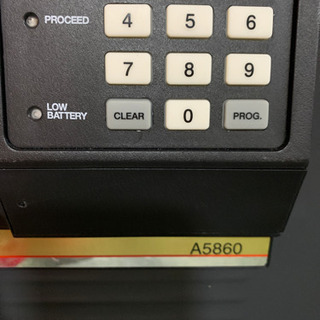 PROCEED 4 5 6
7 8 9
LOW
BATTERY CLEAR 0 PROG.
A5860